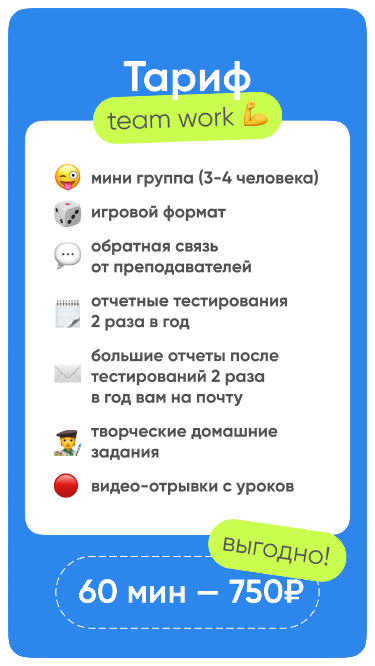 Тариф
team work
мини группа (3-4 человека)
игровой формат
обратная связь
от преподавателей
отчетные тестирования
2 раза в год
большие отчеты после
тестирований 2 раза
в год вам на почту
творческие домашние
задания
видео-отрывки с уроков
выгодно!
60 мин — 750₽